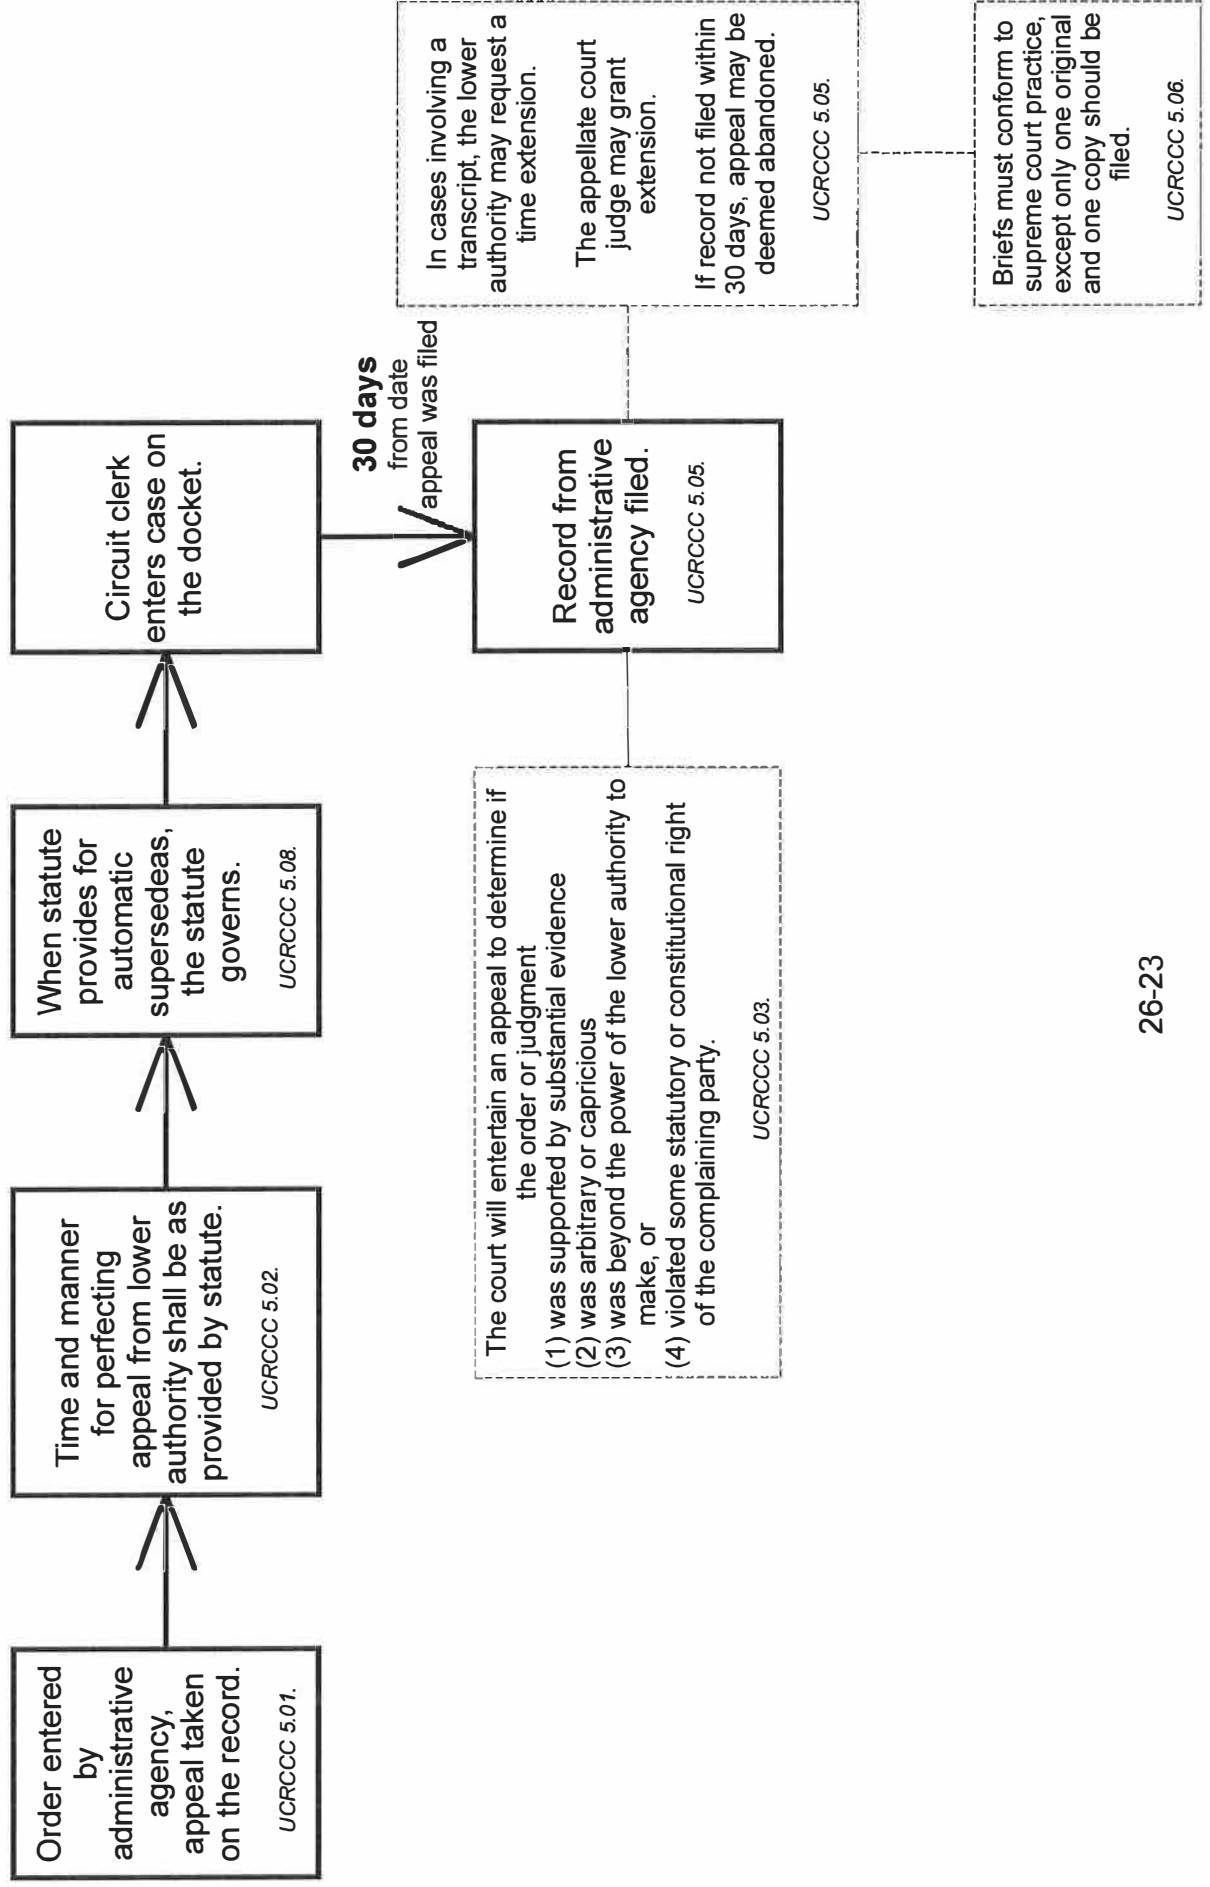 Order entered
by
administrative
agency,
appeal taken
on the record.
UCRCCC 5.01.
Time and manner
for perfecting
appeal from lower
authority shall be as
provided by statute.
UCRCCC 5.02.
When statute
provides for
automatic
supersedeas,
the statute
governs.
UCRCCC 5.08.
Circuit clerk
enters case on
the docket.
30 days
from date
appeal was filed
The court will entertain an appeal to determine if
the order or judgment
(1) was supported by substantial evidence
(2) was arbitrary or capricious
(3) was beyond the power of the lower authority to
make, or
(4) violated some statutory or constitutional right
of the complaining party.
UCRCCC 5.03.
Record from
administrative
agency filed.
UCRCCC 5.05.
In cases involving a
transcript, the lower
authority may request a
time extension.
The appellate court
judge may grant
extension.
If record not filed within
30 days, appeal may be
deemed abandoned.
UCRCCC 5.05.
Briefs must conform to
supreme court practice,
except only one original
and one copy should be
filed.
UCRCCC 5.06.
26-23